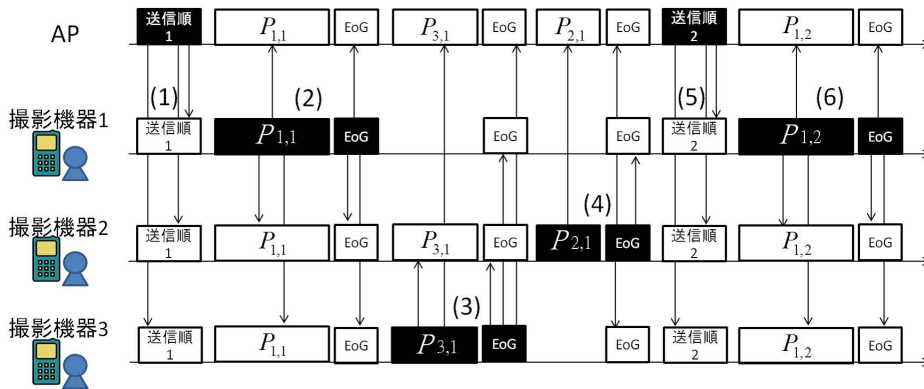 AP
送信順 1
P1,1
EoG
P3,1
EoG
P2,1
EoG
送信順 2
P1,2
EoG
(1)
(2)
(5)
(6)
撮影機器1
送信順 1
P1,1
EoG
EoG
EoG
送信順 2
P1,2
EoG
(4)
撮影機器2
送信順 1
P1,1
EoG
P3,1
EoG
P2,1
EoG
送信順 2
P1,2
EoG
(3)
撮影機器3
送信順 1
P1,1
EoG
P3,1
EoG
EoG
送信順 2
P1,2
EoG